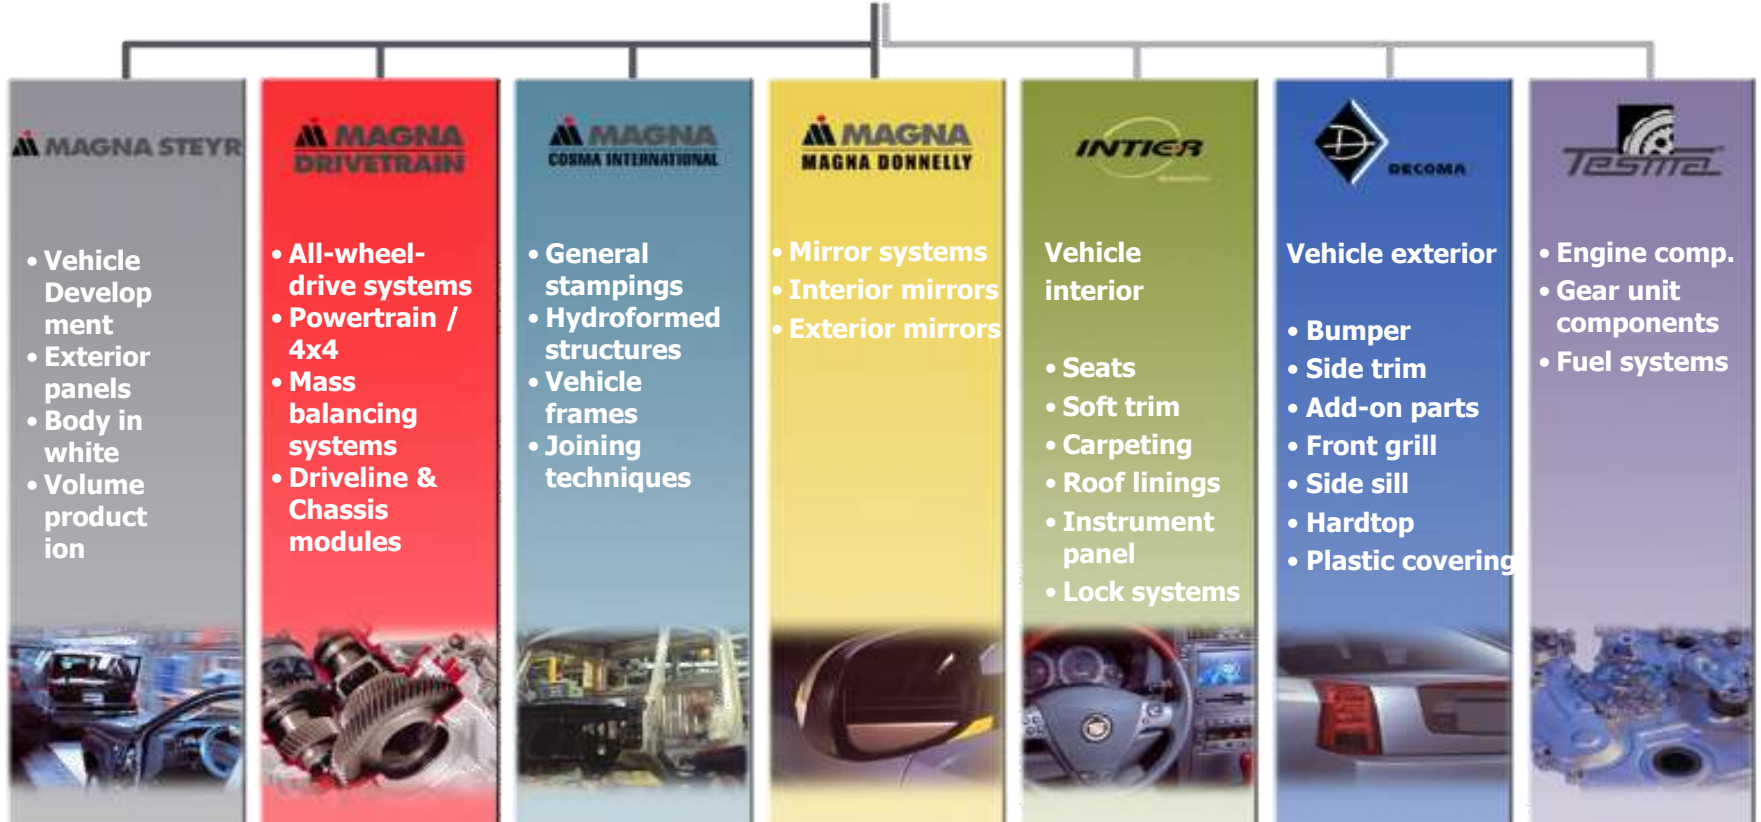 MAGNA STEYR
• Vehicle
Develop
ment
• Exterior
panels
• Body in
white
• Volume
product
ion
MAGNA
DRIVETRAIN
• All-wheel-
drive systems
• Powertrain /
4x4
• Mass
balancing
systems
• Driveline &
Chassis
modules
MAGNA
COSMA INTERNATIONAL
• General
stampings
• Hydroformed
structures
• Vehicle
frames
• Joining
techniques
MAGNA
MAGNA DONNELLY
• Mirror systems
• Interior mirrors
• Exterior mirrors
INTIER
Vehicle
interior
• Seats
• Soft trim
• Carpeting
• Roof linings
• Instrument
panel
• Lock systems
D
DECOMA
Vehicle exterior
• Bumper
• Side trim
• Add-on parts
• Front grill
• Side sill
• Hardtop
• Plastic covering
Tesma
• Engine comp.
• Gear unit
components
• Fuel systems